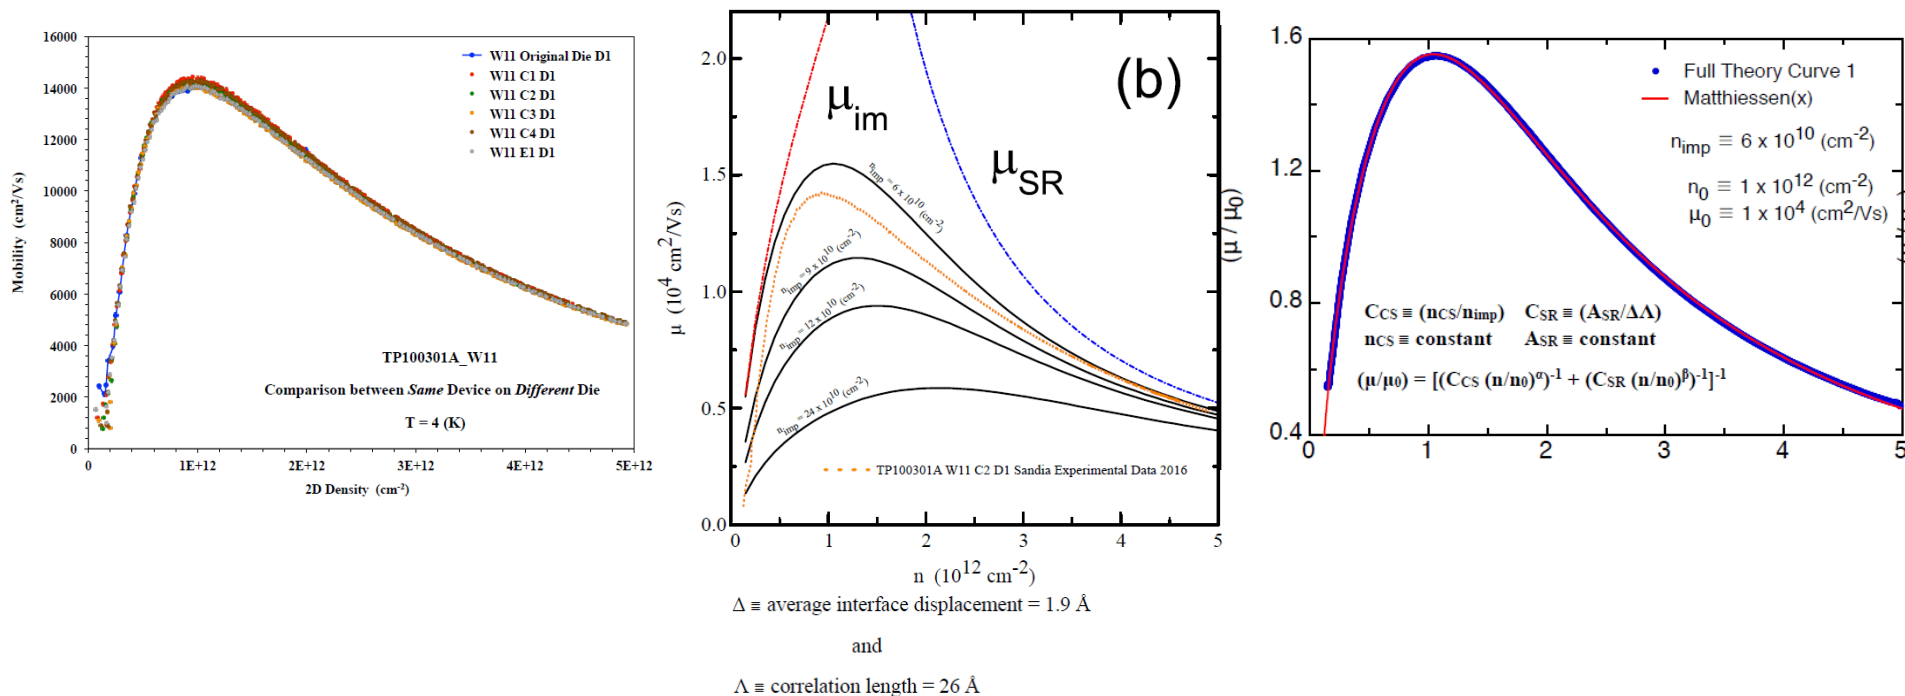 16000
14000
12000
10000
8000
6000
4000
2000
0
Mobility (cm²/Vs)
W11 Original Die D1
W11 C1 D1
W11 C2 D1
W11 C3 D1
W11 C4 D1
W11 E1 D1
TP100301A_W11
Comparison between Same Device on Different Die
T = 4 (K)
0 1E+12 2E+12 3E+12 4E+12 5E+12
2D Density (cm⁻²)
2.0
1.5
1.0
0.5
0.0
μ (10⁴ cm²/Vs)
(b)
μim
μSR
nimp = 6 x 10¹⁰ (cm⁻²)
nimp = 9 x 10¹⁰ (cm⁻²)
nimp = 12 x 10¹⁰ (cm⁻²)
nimp = 24 x 10¹⁰ (cm⁻²)
TP100301A W11 C2 D1 Sandia Experimental Data 2016
0 1 2 3 4 5
n (10¹² cm⁻²)
Δ ≡ average interface displacement = 1.9 Å
and
Λ ≡ correlation length = 26 Å
1.6
1.2
0.8
0.4
(μ / μ0)
Full Theory Curve 1
Matthiessen(x)
nimp ≡ 6 x 10¹⁰ (cm⁻²)
n0 ≡ 1 x 10¹² (cm⁻²)
μ0 ≡ 1 x 10⁴ (cm²/Vs)
CCS ≡ (nCS/nimp) CSR ≡ (ASR/ΔΛ)
nCS ≡ constant ASR ≡ constant
(μ/μ0) = [(CCS (n/n0)^α)⁻¹ + (CSR (n/n0)^β)⁻¹]⁻¹
0 1 2 3 4 5